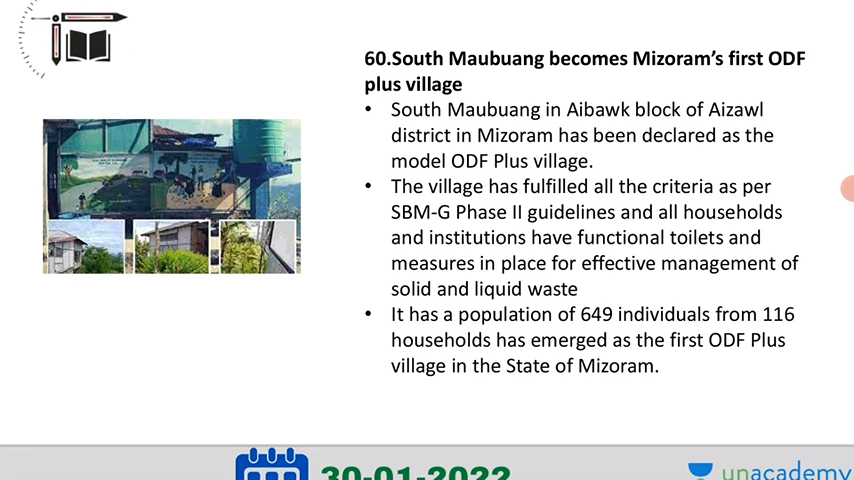 60.South Maubuang becomes Mizoram’s first ODF
plus village
• South Maubuang in Aibawk block of Aizawl
district in Mizoram has been declared as the
model ODF Plus village.
• The village has fulfilled all the criteria as per
SBM-G Phase II guidelines and all households
and institutions have functional toilets and
measures in place for effective management of
solid and liquid waste
• It has a population of 649 individuals from 116
households has emerged as the first ODF Plus
village in the State of Mizoram.
30-01-2022
unacademy